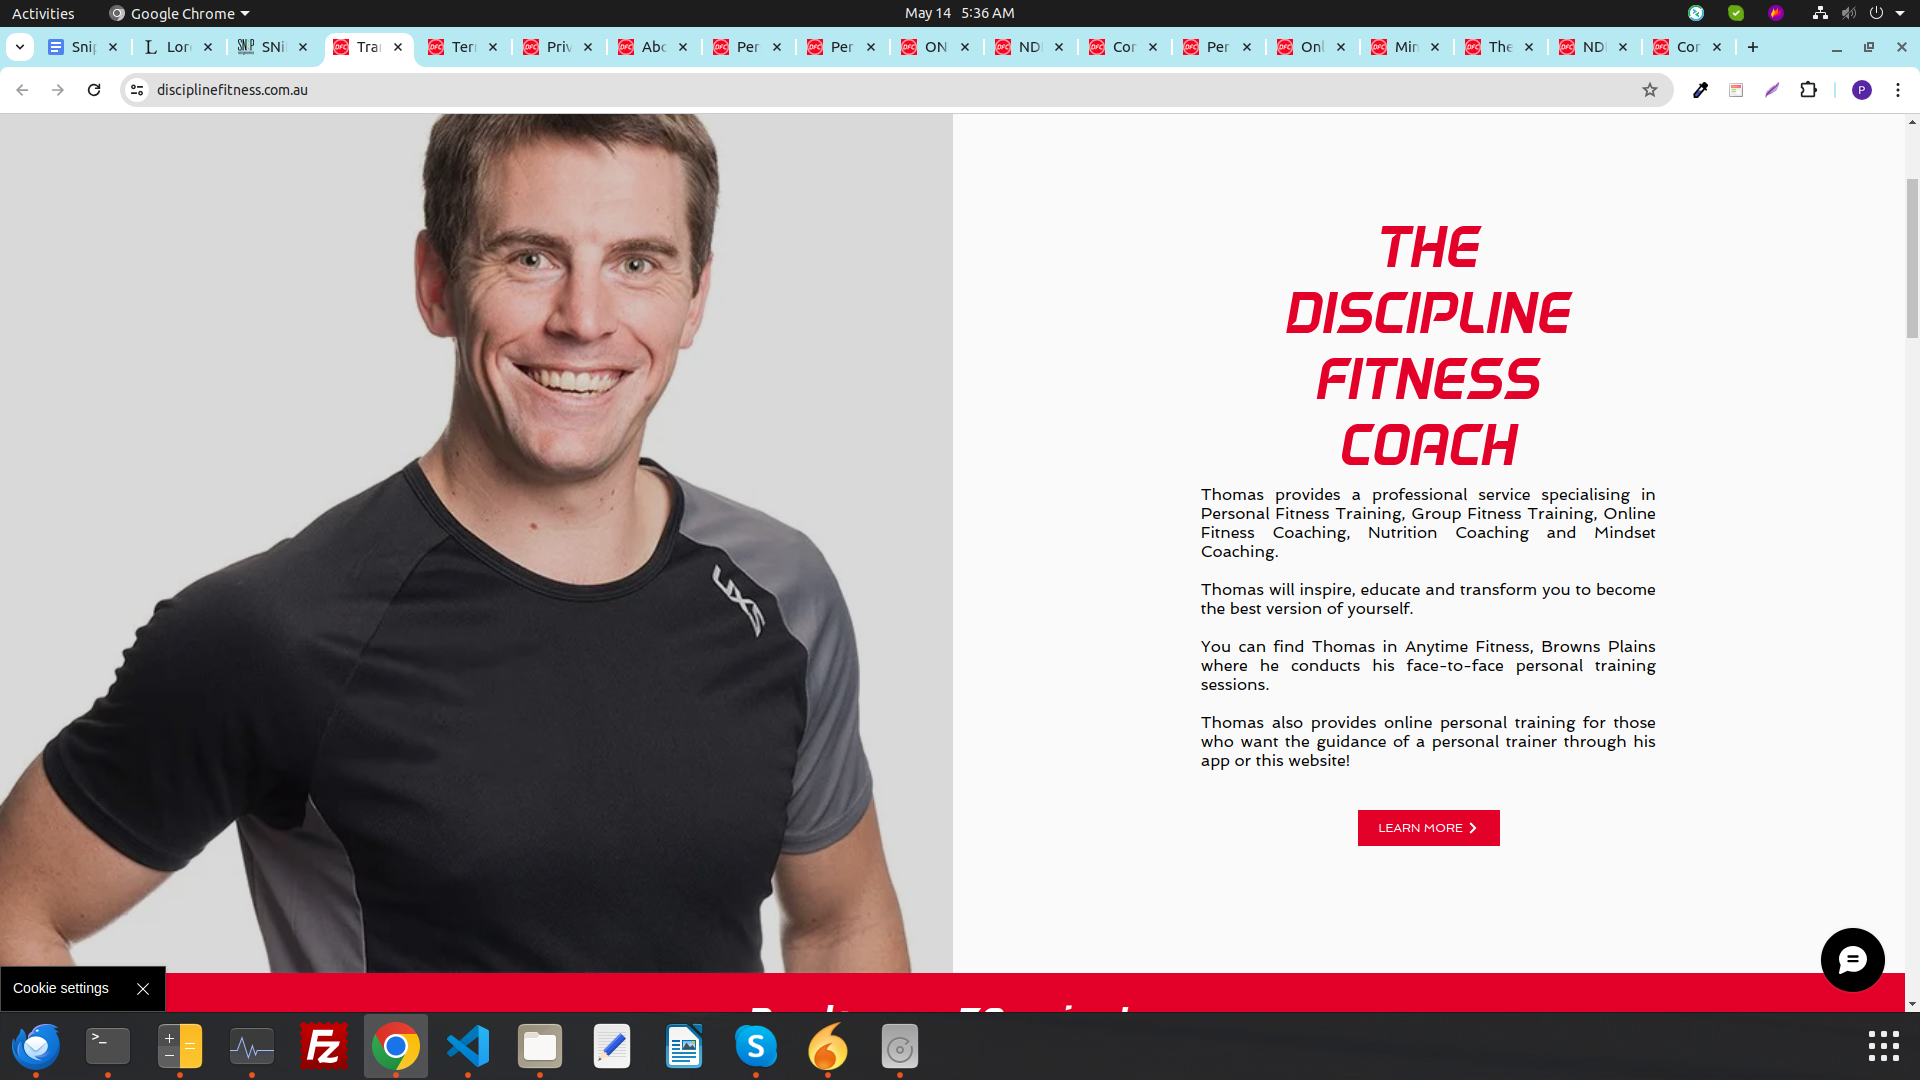 Activities
Google Chrome
May 14 5:36 AM
Snip
Lore
SNi
Tra
Ter
Priv
Abo
Per
Per
ON
NDI
Cor
Per
Onl
Min
The
NDI
Cor
disciplinefitness.com.au
P
THE
DISCIPLINE
FITNESS
COACH
Thomas provides a professional service specialising in
Personal Fitness Training, Group Fitness Training, Online
Fitness Coaching, Nutrition Coaching and Mindset
Coaching.
Thomas will inspire, educate and transform you to become
the best version of yourself.
You can find Thomas in Anytime Fitness, Browns Plains
where he conducts his face-to-face personal training
sessions.
Thomas also provides online personal training for those
who want the guidance of a personal trainer through his
app or this website!
LEARN MORE
Cookie settings